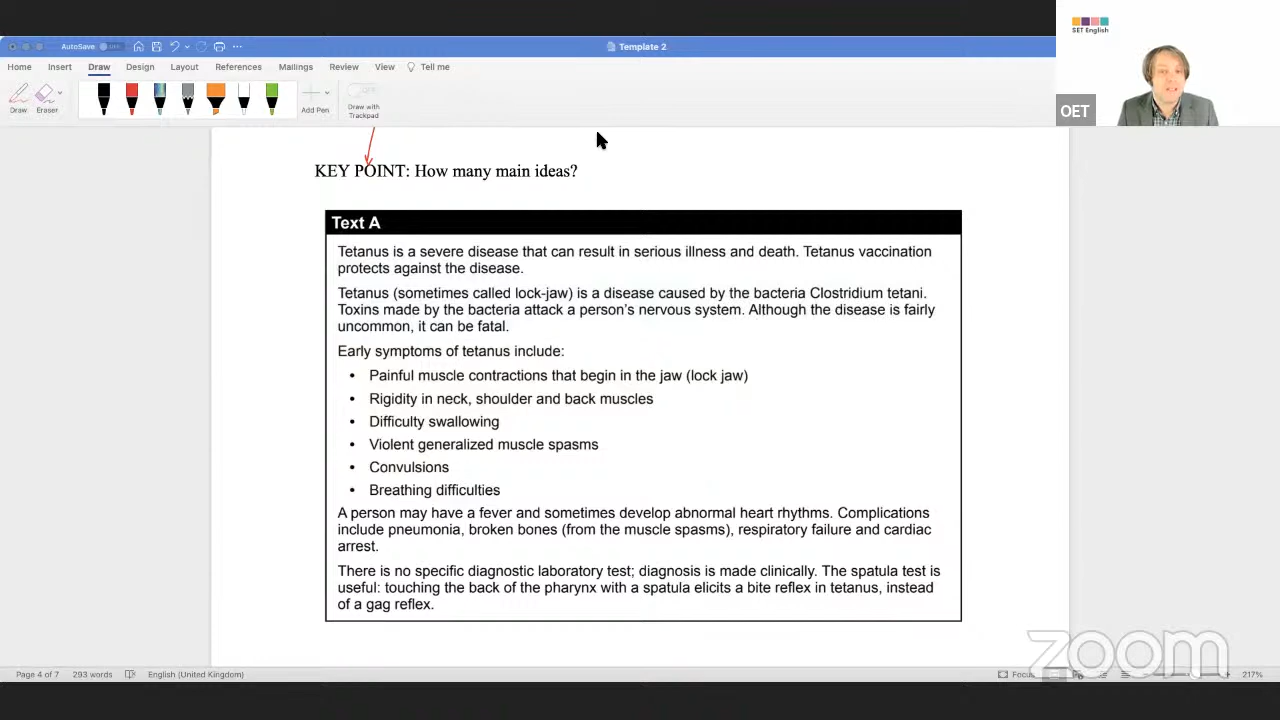 SET English
AutoSave OFF
Template 2
Home Insert Draw Design Layout References Mailings Review View Tell me
Draw Eraser Add Pen OFF Draw with
Trackpad
OET
KEY POINT: How many main ideas?
Text A
Tetanus is a severe disease that can result in serious illness and death. Tetanus vaccination
protects against the disease.
Tetanus (sometimes called lock-jaw) is a disease caused by the bacteria Clostridium tetani.
Toxins made by the bacteria attack a person's nervous system. Although the disease is fairly
uncommon, it can be fatal.
Early symptoms of tetanus include:
• Painful muscle contractions that begin in the jaw (lock jaw)
• Rigidity in neck, shoulder and back muscles
• Difficulty swallowing
• Violent generalized muscle spasms
• Convulsions
• Breathing difficulties
A person may have a fever and sometimes develop abnormal heart rhythms. Complications
include pneumonia, broken bones (from the muscle spasms), respiratory failure and cardiac
arrest.
There is no specific diagnostic laboratory test; diagnosis is made clinically. The spatula test is
useful: touching the back of the pharynx with a spatula elicits a bite reflex in tetanus, instead
of a gag reflex.
zoom
Page 4 of 7 293 words English (United Kingdom) Focus 217%